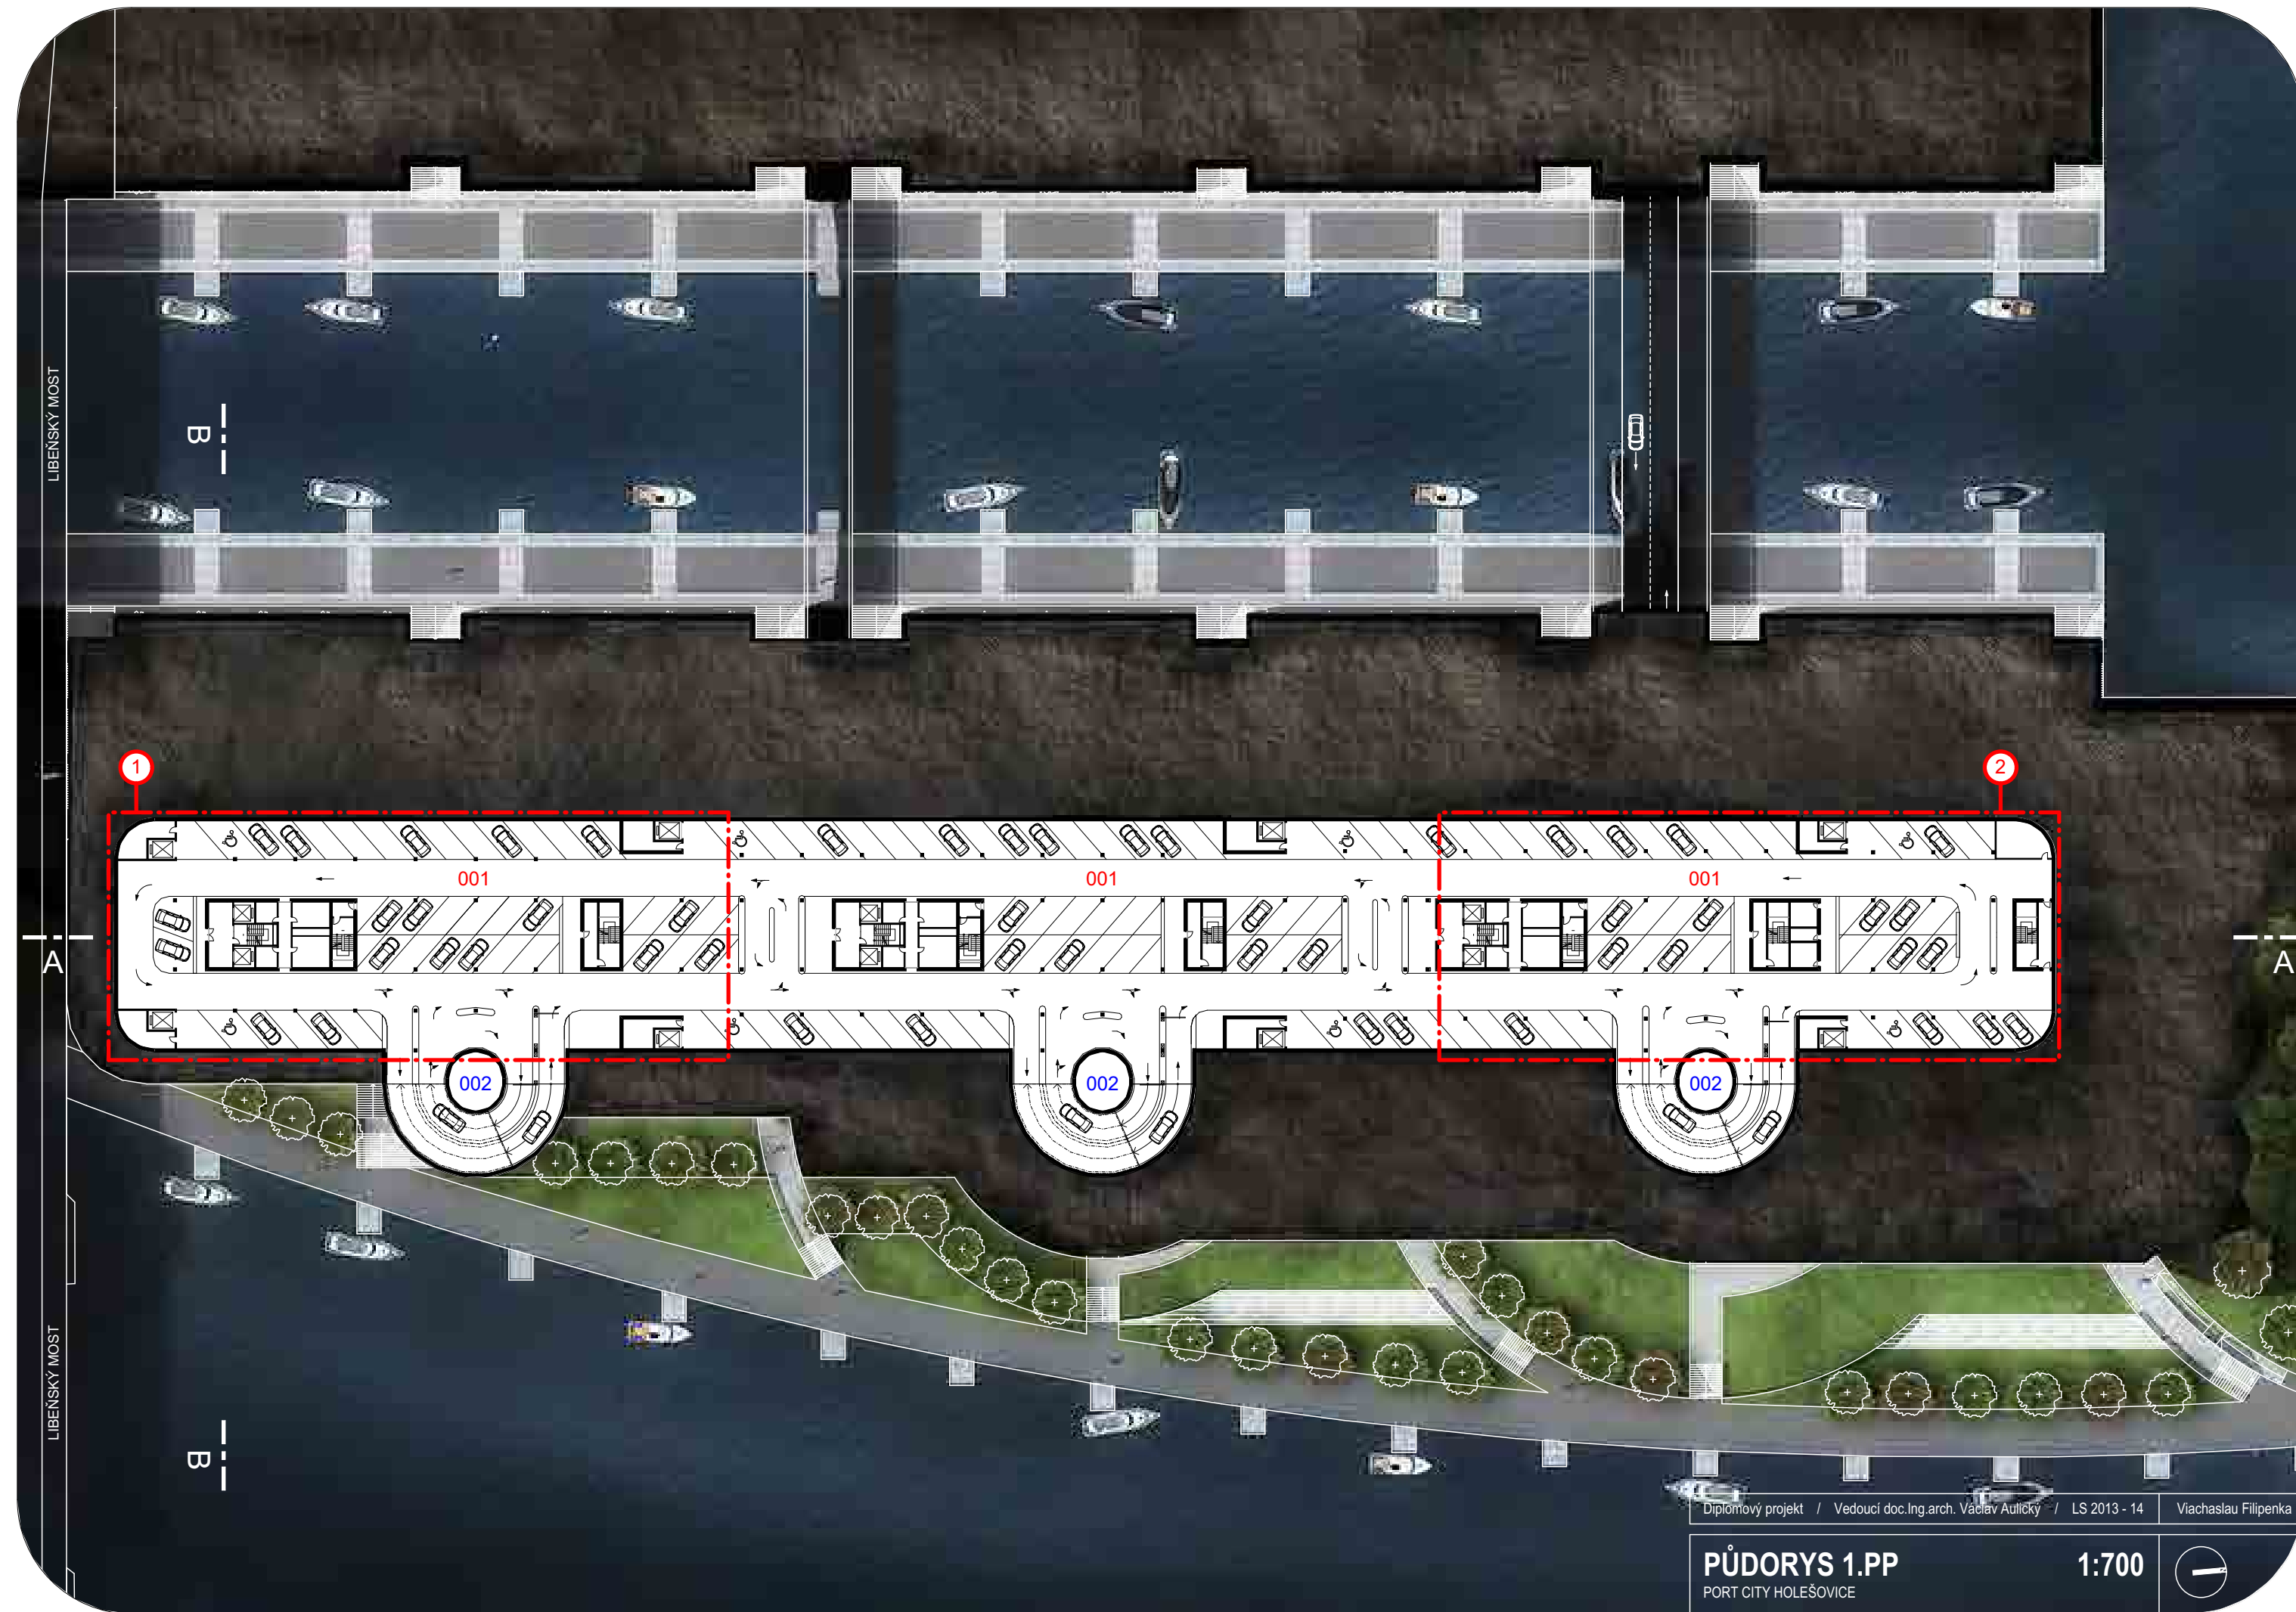 LIBEŇSKÝ MOST
B
1
2
001
001
001
A
A
002
002
002
LIBEŇSKÝ MOST
B
Diplomový projekt / Vedoucí doc.Ing.arch. Václav Aulický / LS 2013 - 14
Viachaslau Filipenka
PŮDORYS 1.PP
1:700
PORT CITY HOLEŠOVICE